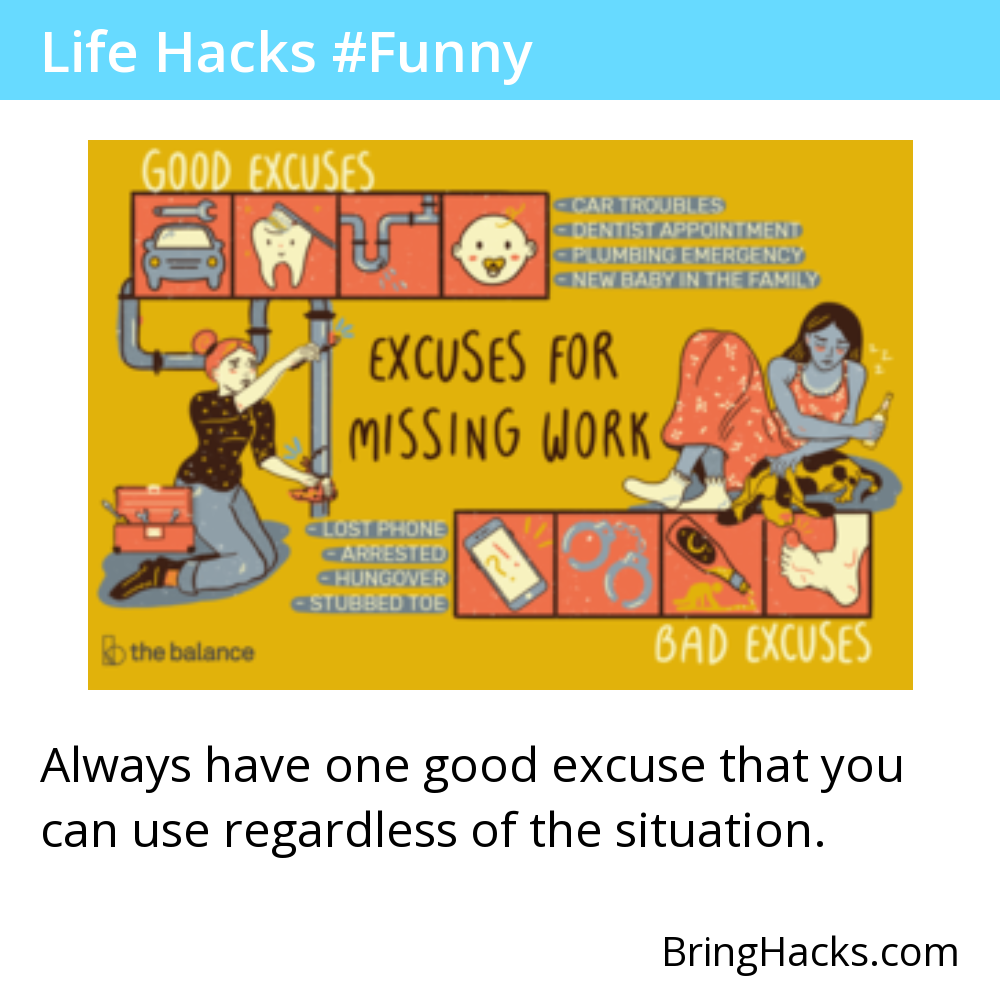 Life Hacks #Funny
GOOD EXCUSES
- CAR TROUBLES
- DENTIST APPOINTMENT
- PLUMBING EMERGENCY
- NEW BABY IN THE FAMILY
EXCUSES FOR
MISSING WORK
z
z
z
- LOST PHONE
- ARRESTED
- HUNGOVER
- STUBBED TOE
BAD EXCUSES
the balance
Always have one good excuse that you
can use regardless of the situation.
BringHacks.com